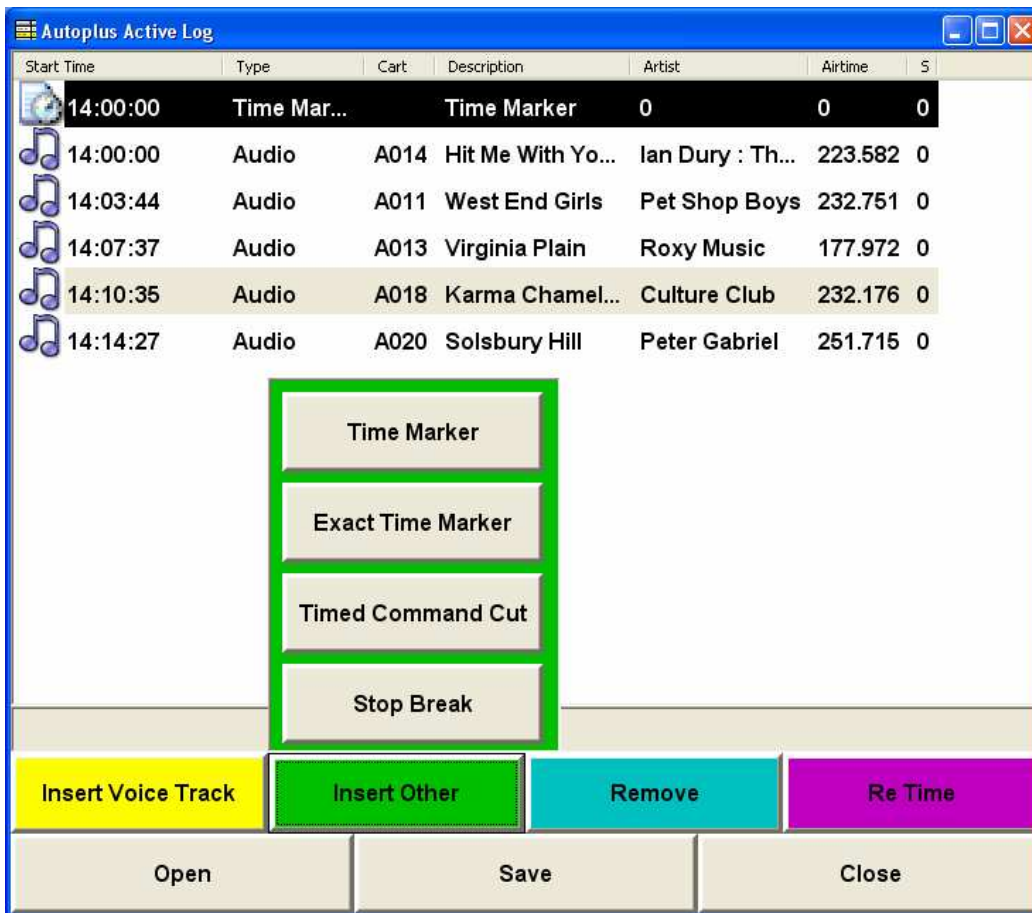 Autoplus Active Log
Start Time Type Cart Description Artist Airtime S
14:00:00 Time Mar... Time Marker 0 0 0
14:00:00 Audio A014 Hit Me With Yo... Ian Dury : Th... 223.582 0
14:03:44 Audio A011 West End Girls Pet Shop Boys 232.751 0
14:07:37 Audio A013 Virginia Plain Roxy Music 177.972 0
14:10:35 Audio A018 Karma Chamel... Culture Club 232.176 0
14:14:27 Audio A020 Solsbury Hill Peter Gabriel 251.715 0
Time Marker
Exact Time Marker
Timed Command Cut
Stop Break
Insert Voice Track Insert Other Remove Re Time
Open Save Close